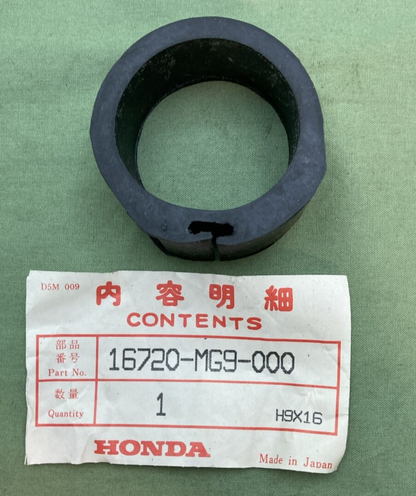 D5M 009
内容明細
CONTENTS
部品
番号
Part No.
16720-MG9-000
数量
Quantity
1
H9X16
HONDA
Made in Japan